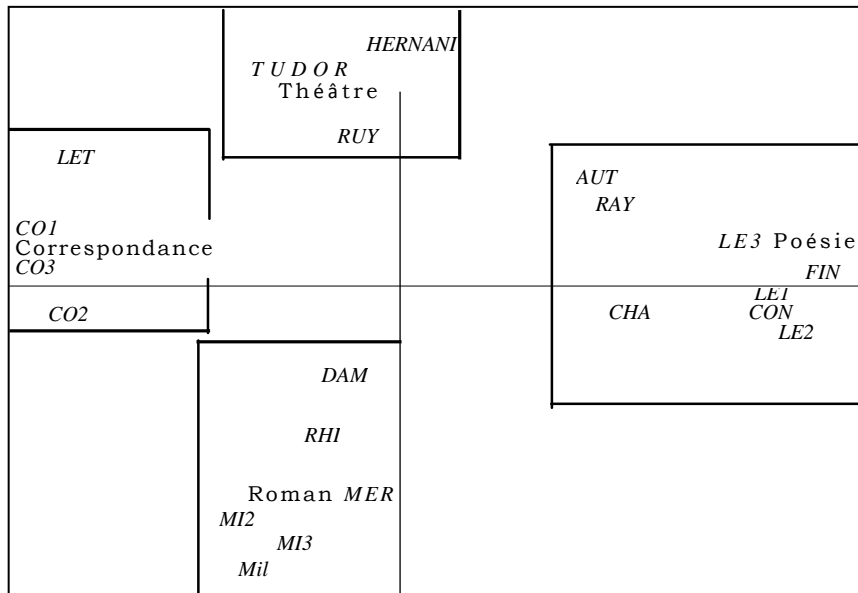 HERNANI
TUDOR
Théâtre
RUY
LET
AUT
RAY
CO1
Correspondance
LE3 Poésie
CO3
FIN
LE1
CO2
CHA
CON
LE2
DAM
RHI
Roman MER
MI2
MI3
Mil